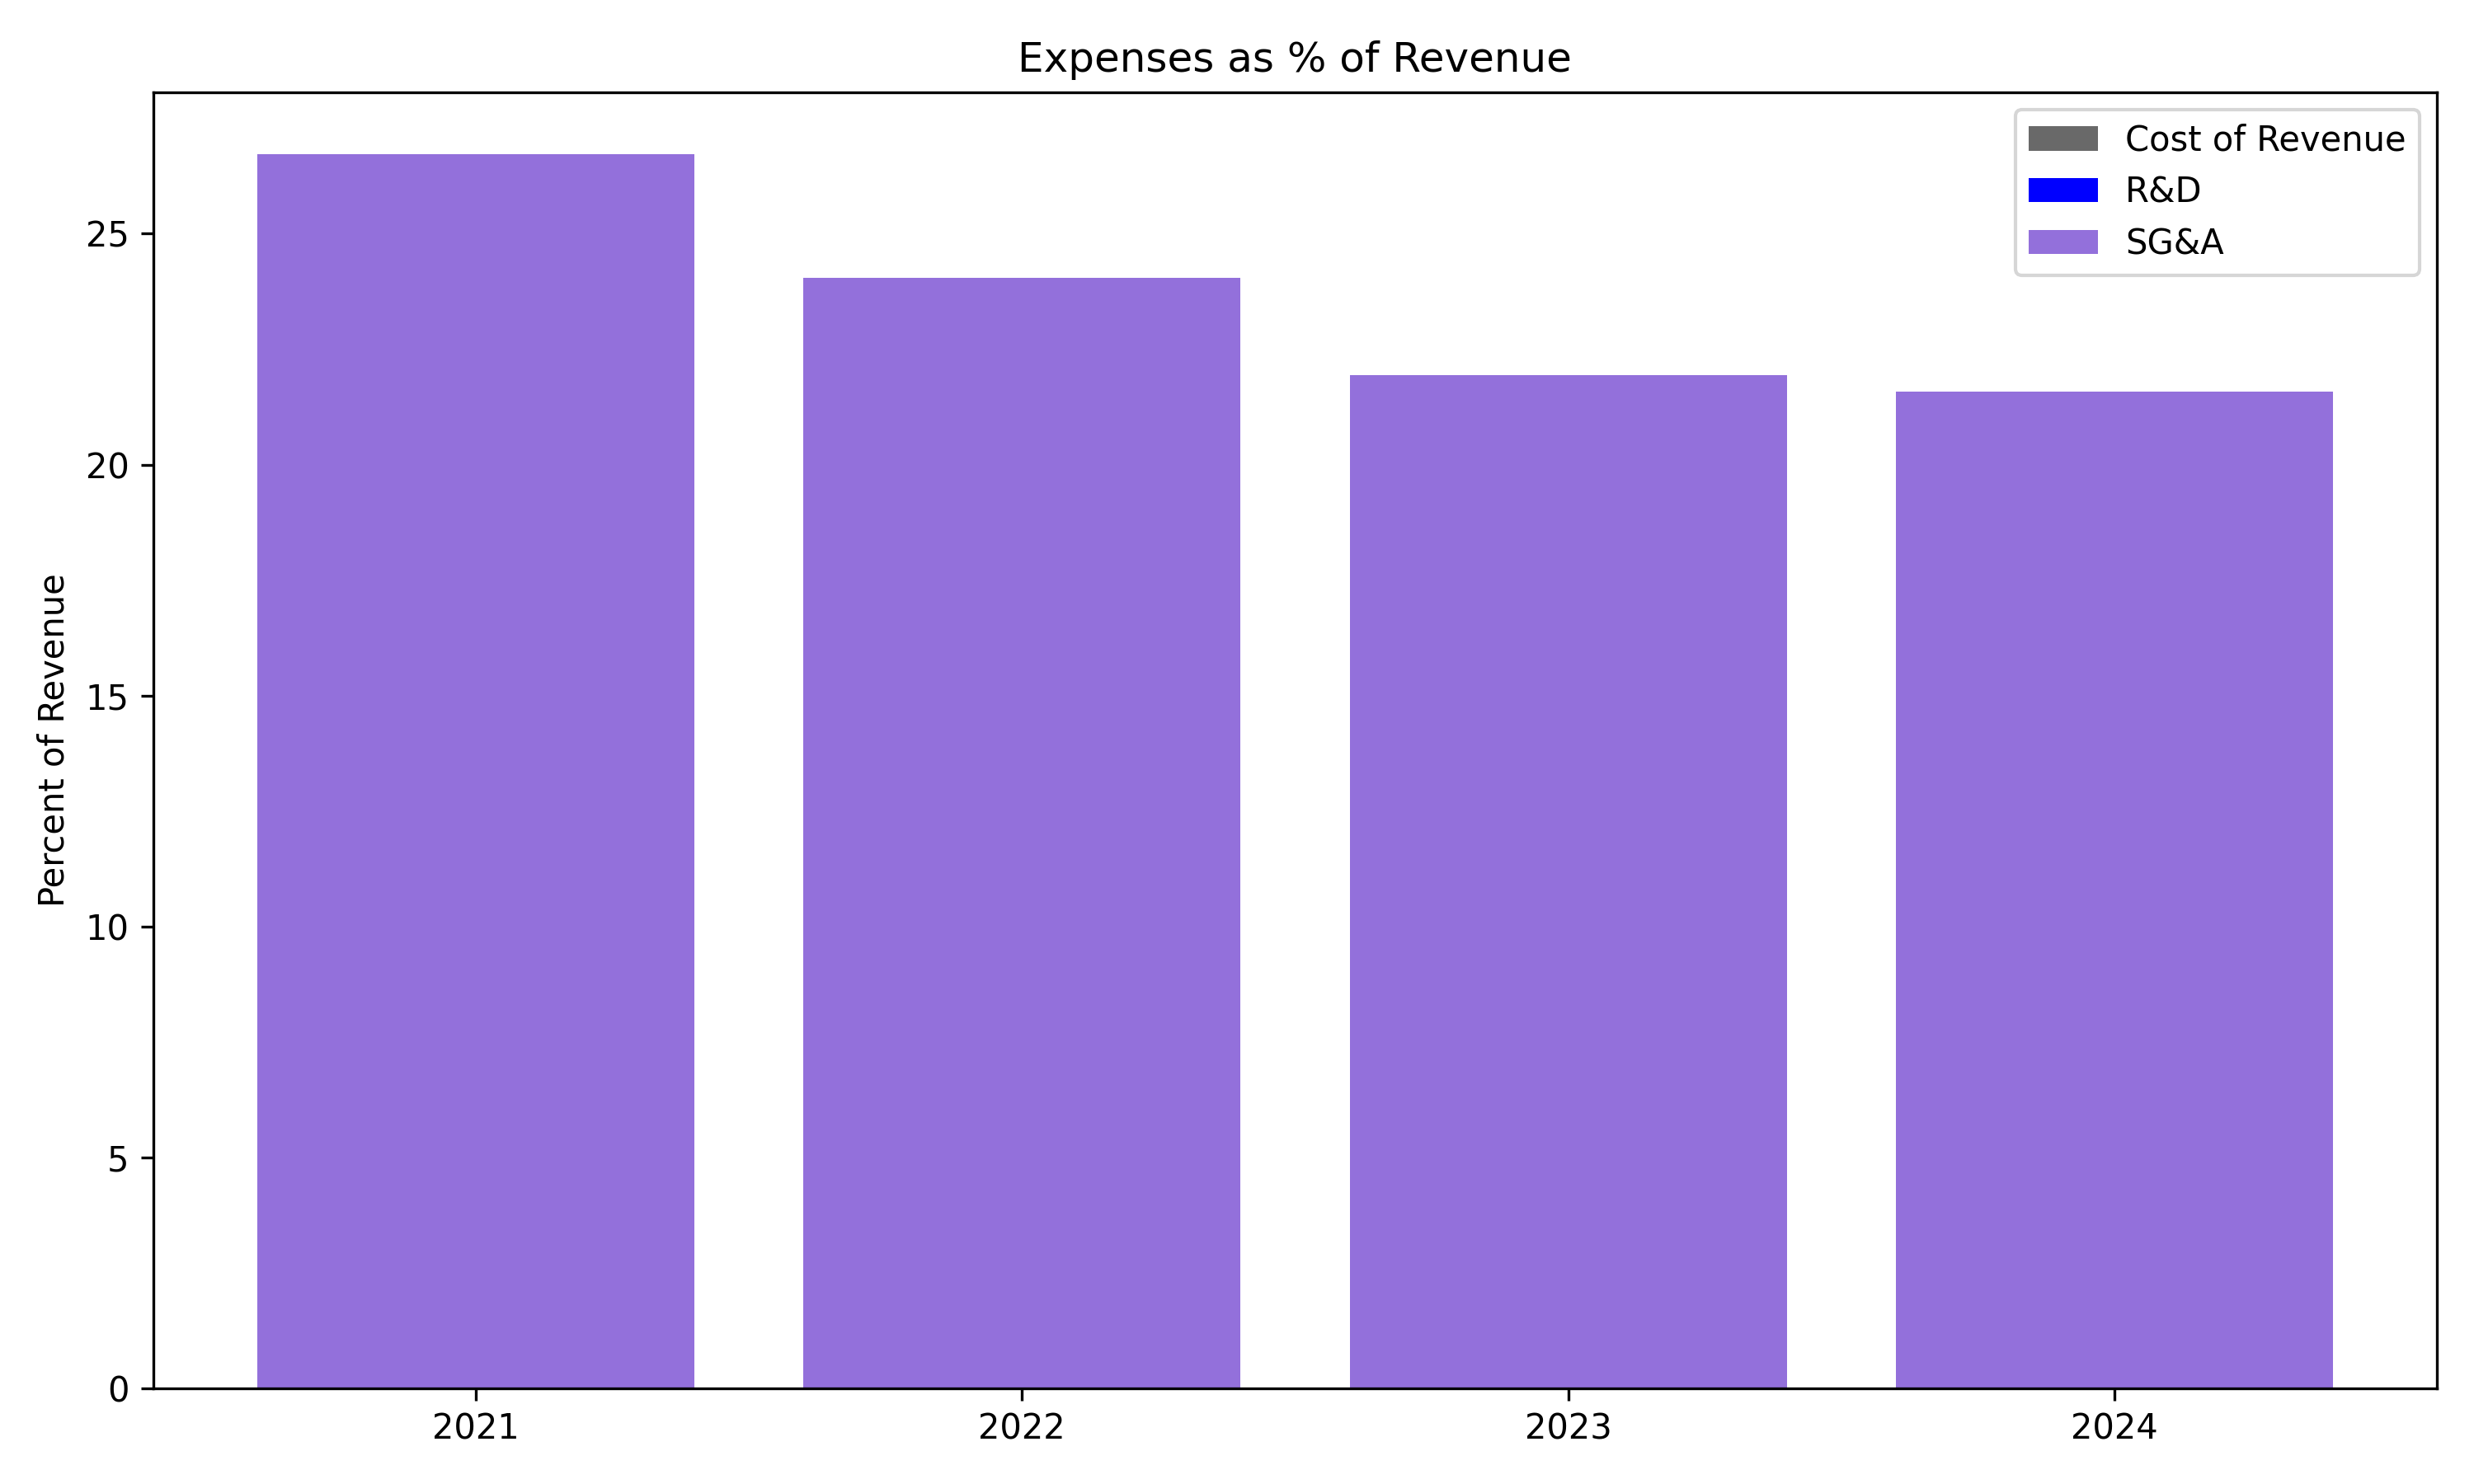 Expenses as % of Revenue
Cost of Revenue
R&D
SG&A
Percent of Revenue
25
20
15
10
5
0
2021
2022
2023
2024